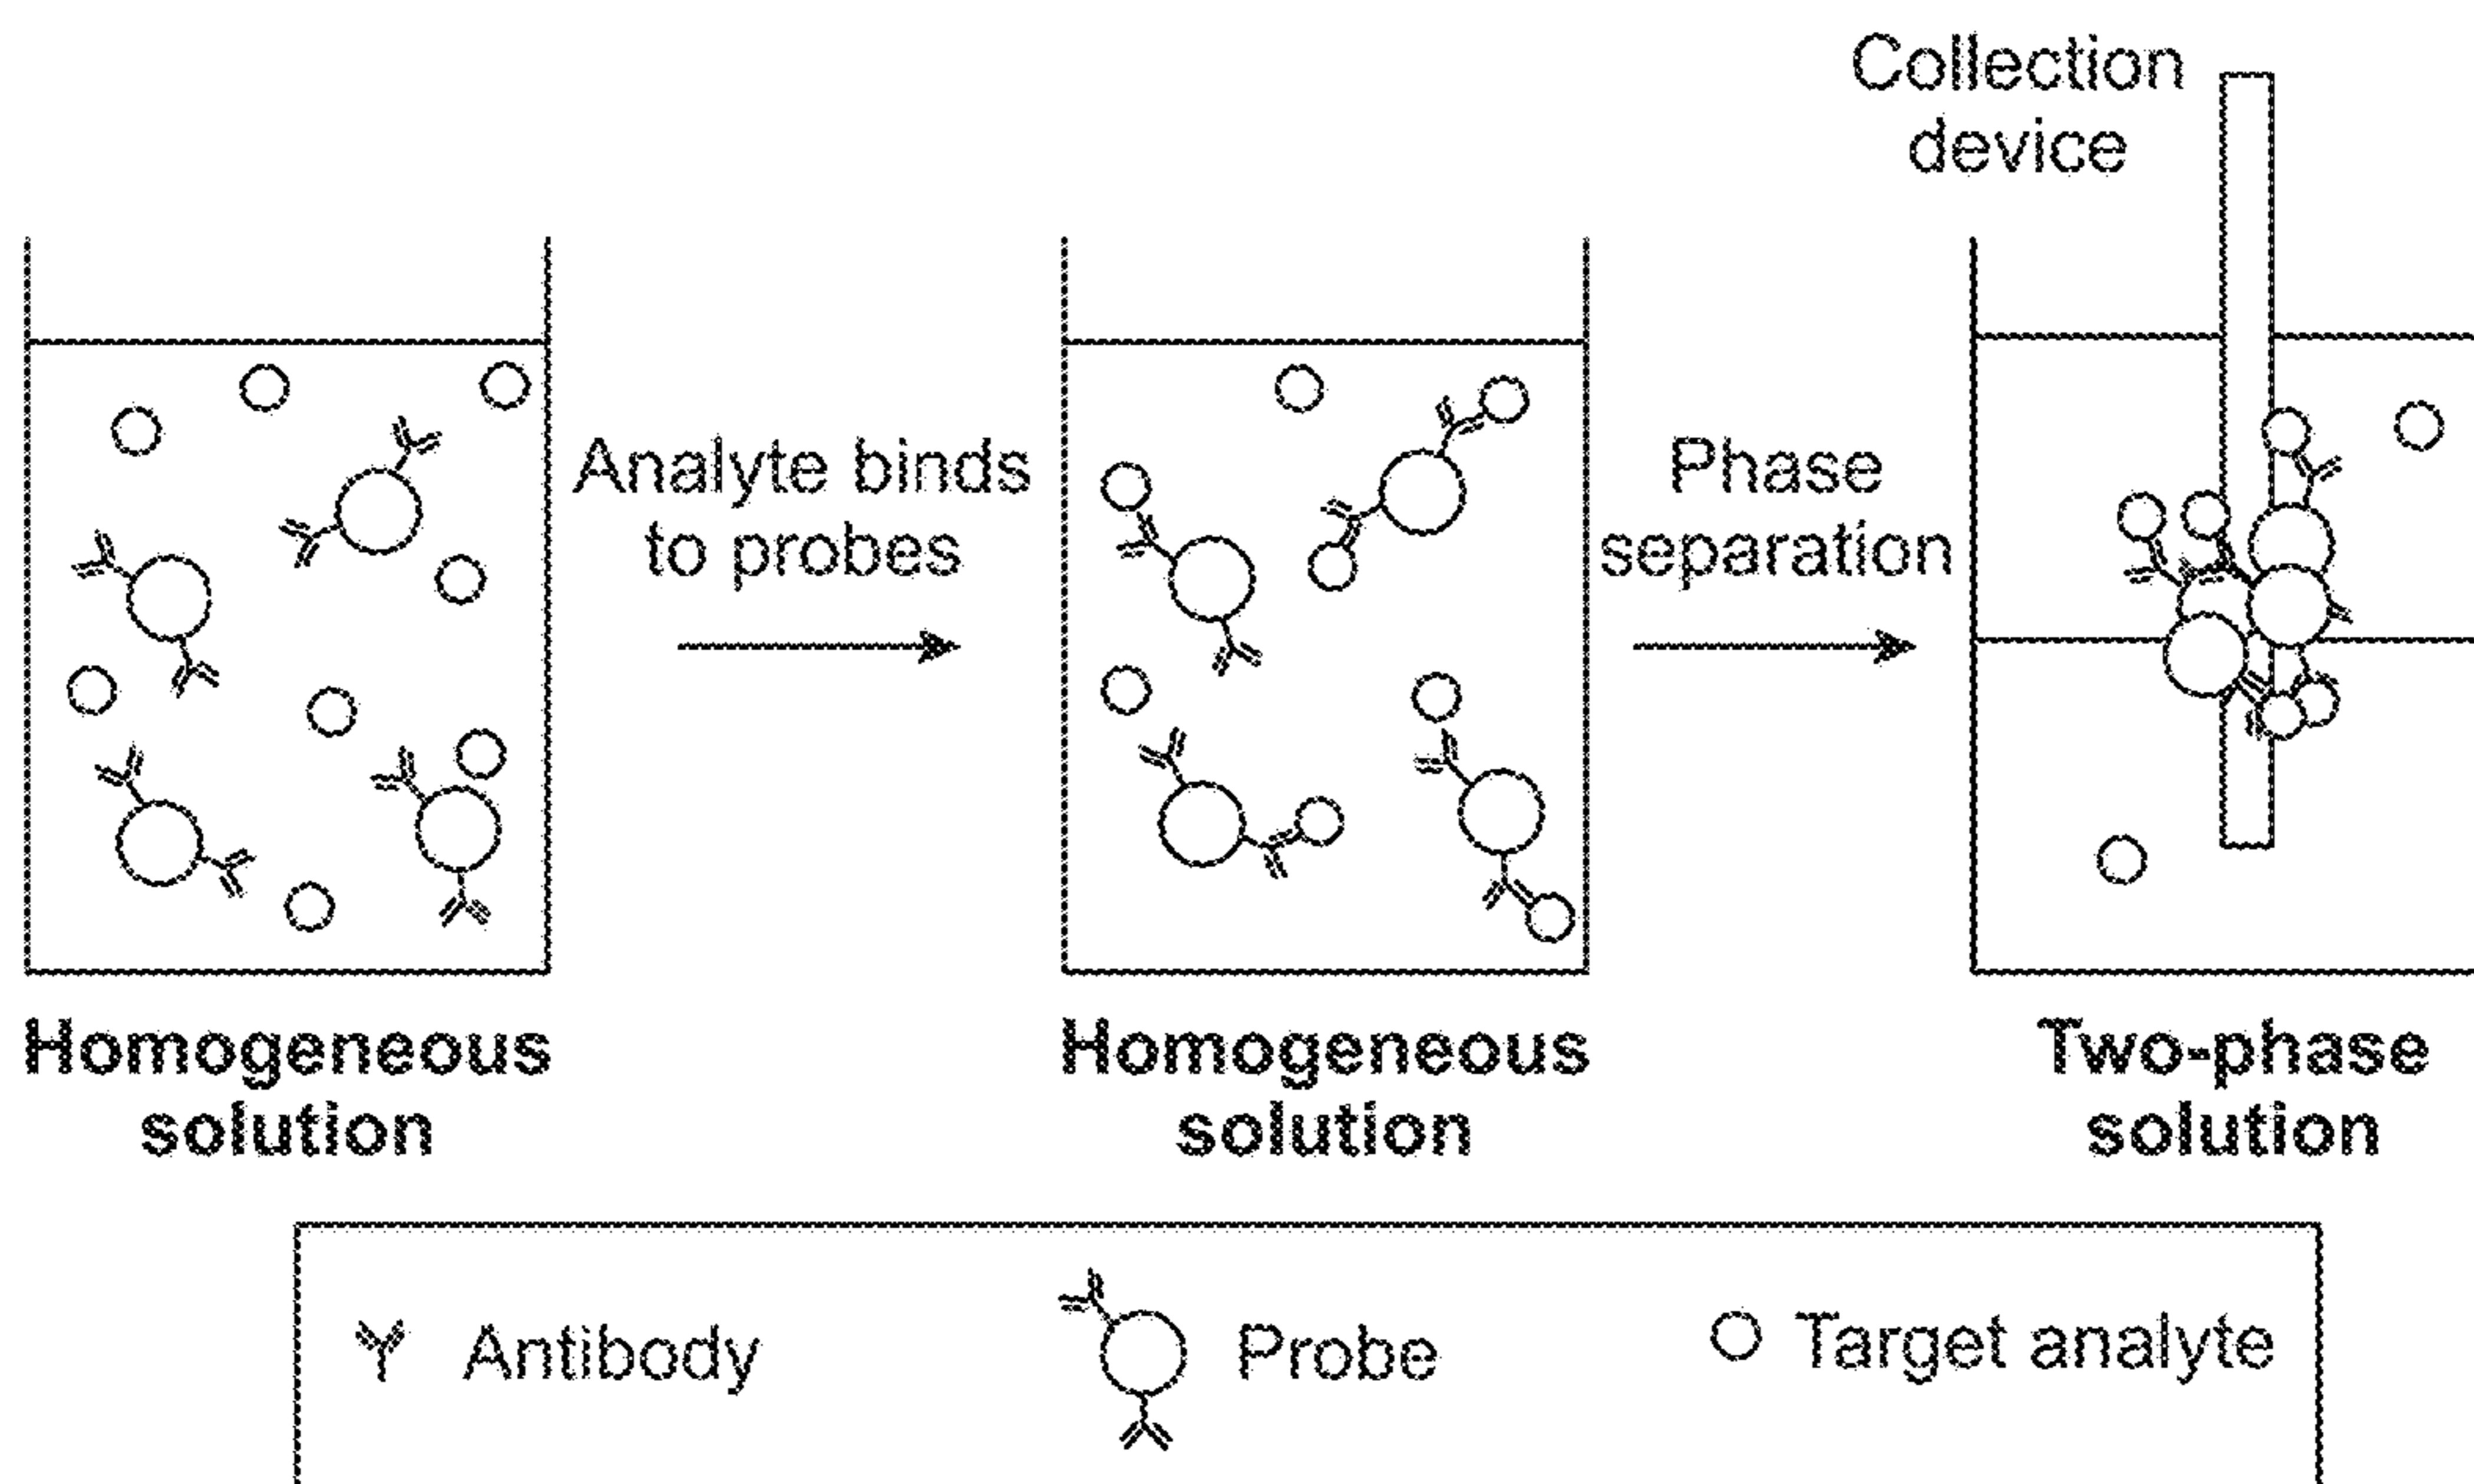 Collection
device
Analyte binds
to probes
Phase
separation
Homogeneous
solution
Homogeneous
solution
Two-phase
solution
Antibody
Probe
Target analyte